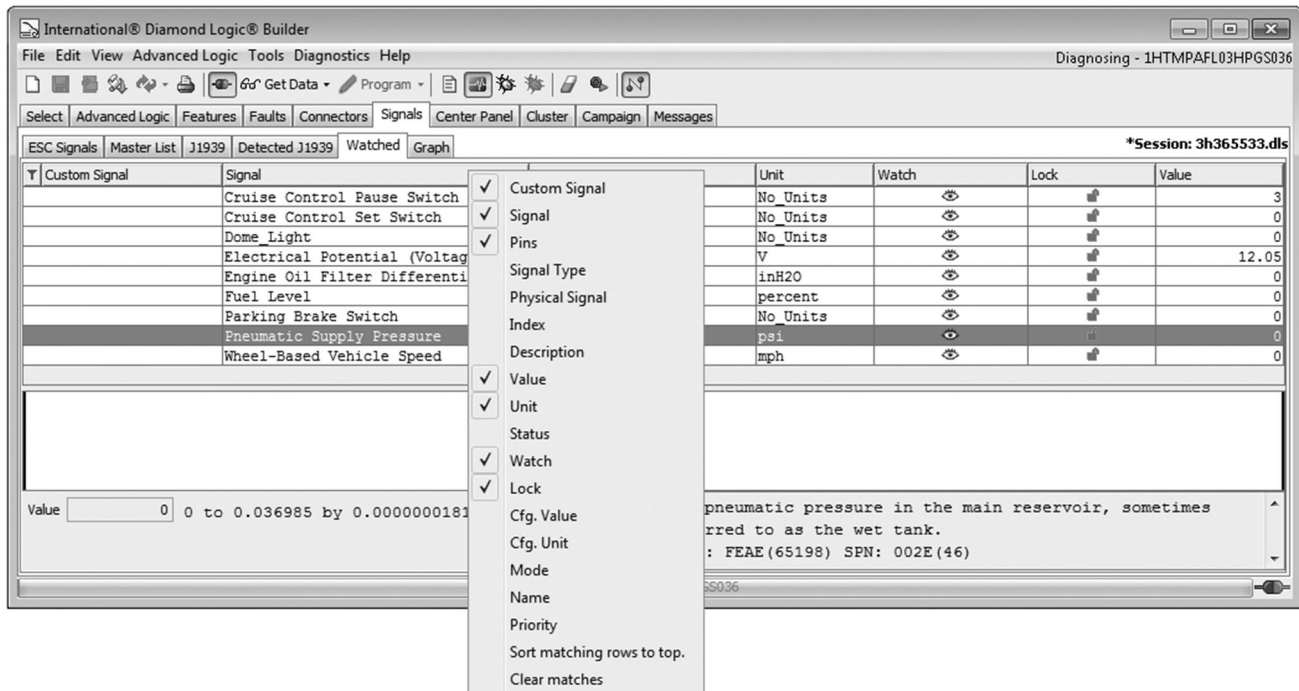 International® Diamond Logic® Builder
File Edit View Advanced Logic Tools Diagnostics Help
Diagnosing - 1HTMPAFL03HPGS036
Get Data
Program
Select Advanced Logic Features Faults Connectors Signals Center Panel Cluster Campaign Messages
ESC Signals Master List J1939 Detected J1939 Watched Graph
*Session: 3h365533.dls
Custom Signal Signal Unit Watch Lock Value
Cruise Control Pause Switch No_Units 3
Cruise Control Set Switch No_Units 0
Dome_Light No_Units 0
Electrical Potential (Voltag V 12.05
Engine Oil Filter Differenti inH2O 0
Fuel Level percent 0
Parking Brake Switch No_Units 0
Pneumatic Supply Pressure psi 0
Wheel-Based Vehicle Speed mph 0
Custom Signal
Signal
Pins
Signal Type
Physical Signal
Index
Description
Value
Unit
Status
Watch
Lock
Cfg. Value
Cfg. Unit
Mode
Name
Priority
Sort matching rows to top.
Clear matches
Value 0 0 to 0.036985 by 0.0000000181
pneumatic pressure in the main reservoir, sometimes
rred to as the wet tank.
: FEAE(65198) SPN: 002E(46)
GS036